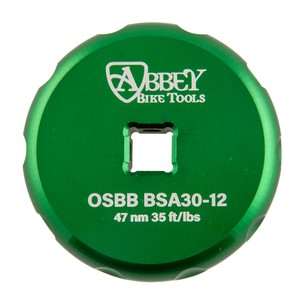 ABBEY
BIKE TOOLS
OSBB BSA30-12
47 nm 35 ft/lbs